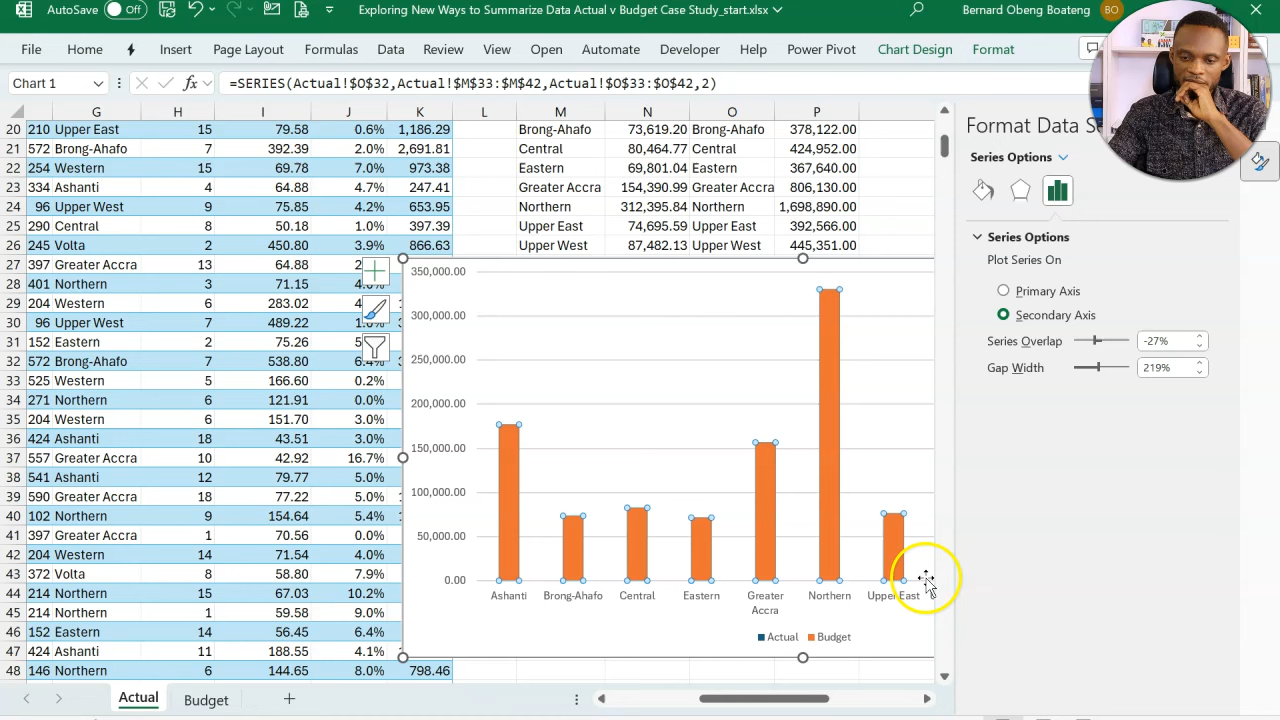 AutoSave Off Exploring New Ways to Summarize Data Actual v Budget Case Study_start.xlsx Bernard Obeng Boateng BO
File Home Insert Page Layout Formulas Data Review View Open Automate Developer Help Power Pivot Chart Design Format
Chart 1 fx =SERIES(Actual!$O$32,Actual!$M$33:$M$42,Actual!$O$33:$O$42,2)
G H I J K L M N O P
20 210 Upper East 15 79.58 0.6% 1,186.29 Brong-Ahafo 73,619.20 Brong-Ahafo 378,122.00
21 572 Brong-Ahafo 7 392.39 2.0% 2,691.81 Central 80,464.77 Central 424,952.00
22 254 Western 15 69.78 7.0% 973.38 Eastern 69,801.04 Eastern 367,640.00
23 334 Ashanti 4 64.88 4.7% 247.41 Greater Accra 154,390.99 Greater Accra 806,130.00
24 96 Upper West 9 75.85 4.2% 653.95 Northern 312,395.84 Northern 1,698,890.00
25 290 Central 8 50.18 1.0% 397.39 Upper East 74,695.59 Upper East 392,566.00
26 245 Volta 2 450.80 3.9% 866.63 Upper West 87,482.13 Upper West 445,351.00
27 397 Greater Accra 13 64.88
28 401 Northern 3 71.15
29 204 Western 6 283.02
30 96 Upper West 7 489.22
31 152 Eastern 2 75.26
32 572 Brong-Ahafo 7 538.80
33 525 Western 5 166.60 0.2%
34 271 Northern 6 121.91 0.0%
35 204 Western 6 151.70 3.0%
36 424 Ashanti 18 43.51 3.0%
37 557 Greater Accra 10 42.92 16.7%
38 541 Ashanti 12 79.77 5.0%
39 590 Greater Accra 18 77.22 5.0%
40 102 Northern 9 154.64 5.4%
41 397 Greater Accra 1 70.56 0.0%
42 204 Western 14 71.54 4.0%
43 372 Volta 8 58.80 7.9%
44 214 Northern 15 67.03 10.2%
45 214 Northern 1 59.58 9.0%
46 152 Eastern 14 56.45 6.4%
47 424 Ashanti 11 188.55 4.1%
48 146 Northern 6 144.65 8.0% 798.46
350,000.00
300,000.00
250,000.00
200,000.00
150,000.00
100,000.00
50,000.00
0.00
Ashanti Brong-Ahafo Central Eastern Greater Accra Northern Upper East
Actual Budget
Format Data
Series Options
Series Options
Plot Series On
Primary Axis
Secondary Axis
Series Overlap -27%
Gap Width 219%
Actual Budget